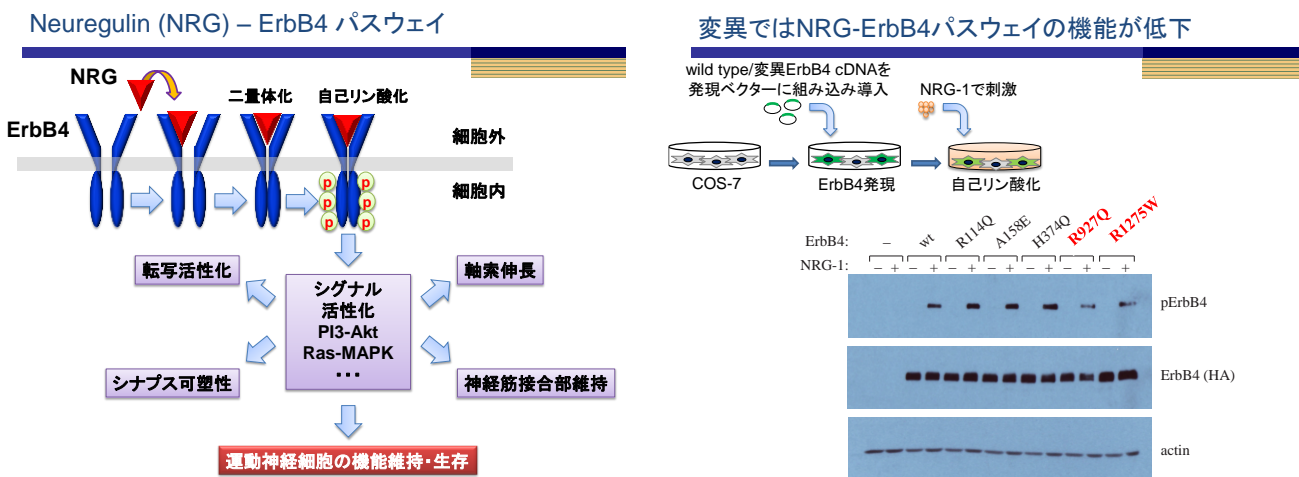 Neuregulin (NRG) – ErbB4 パスウェイ
NRG
二量体化
自己リン酸化
ErbB4
細胞外
細胞内
p p
p p
p p
転写活性化
軸索伸長
シグナル
活性化
PI3-Akt
Ras-MAPK
・・・
シナプス可塑性
神経筋接合部維持
運動神経細胞の機能維持・生存
変異ではNRG-ErbB4パスウェイの機能が低下
wild type/変異ErbB4 cDNAを
発現ベクターに組み込み導入
NRG-1で刺激
COS-7
ErbB4発現
自己リン酸化
ErbB4: – wt R114Q A158E H374Q R927Q R1275W
NRG-1: – + – + – + – + – + – + – +
pErbB4
ErbB4 (HA)
actin